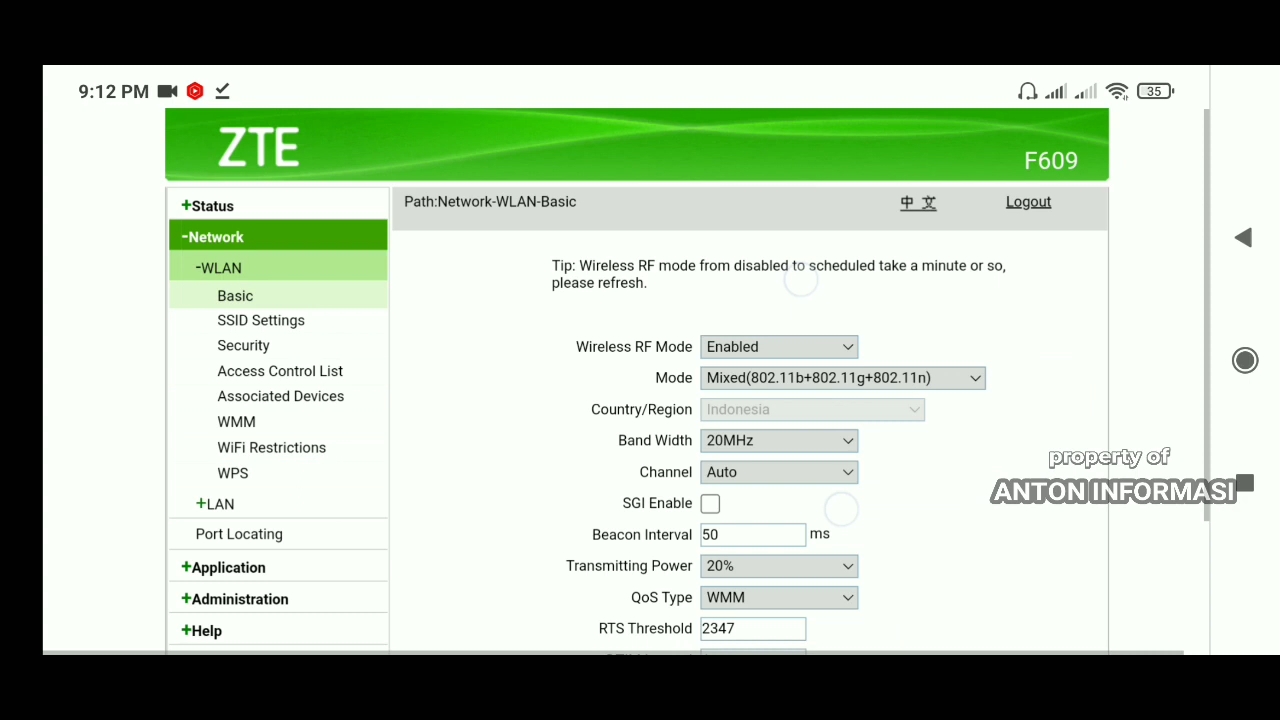 9:12 PM
35
ZTE
F609
+Status
-Network
-WLAN
Basic
SSID Settings
Security
Access Control List
Associated Devices
WMM
WiFi Restrictions
WPS
+LAN
Port Locating
+Application
+Administration
+Help
Path:Network-WLAN-Basic
中 文
Logout
Tip: Wireless RF mode from disabled to scheduled take a minute or so,
please refresh.
Wireless RF Mode Enabled
Mode Mixed(802.11b+802.11g+802.11n)
Country/Region Indonesia
Band Width 20MHz
Channel Auto
SGI Enable
Beacon Interval 50 ms
Transmitting Power 20%
QoS Type WMM
RTS Threshold 2347
property of
ANTON INFORMASI